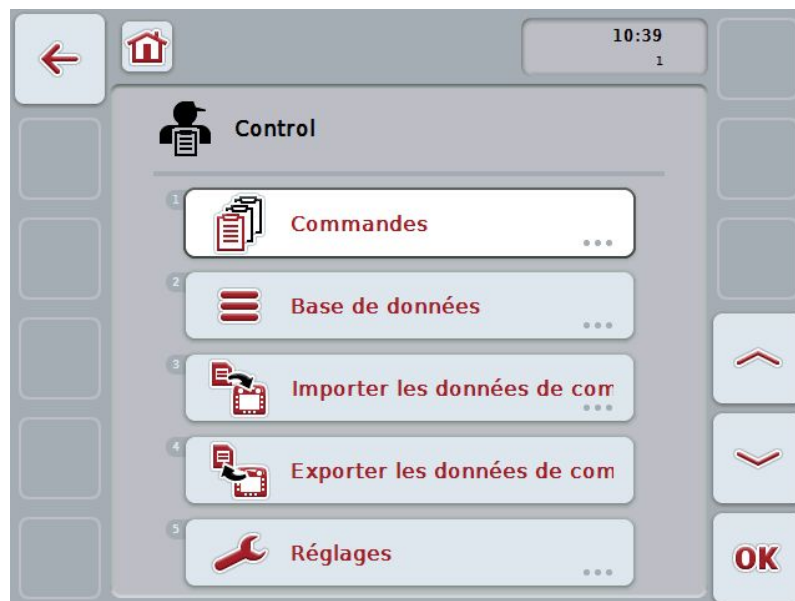 10:39
1
Control
1
Commandes
2
Base de données
3
Importer les données de com
4
Exporter les données de com
5
Réglages
OK